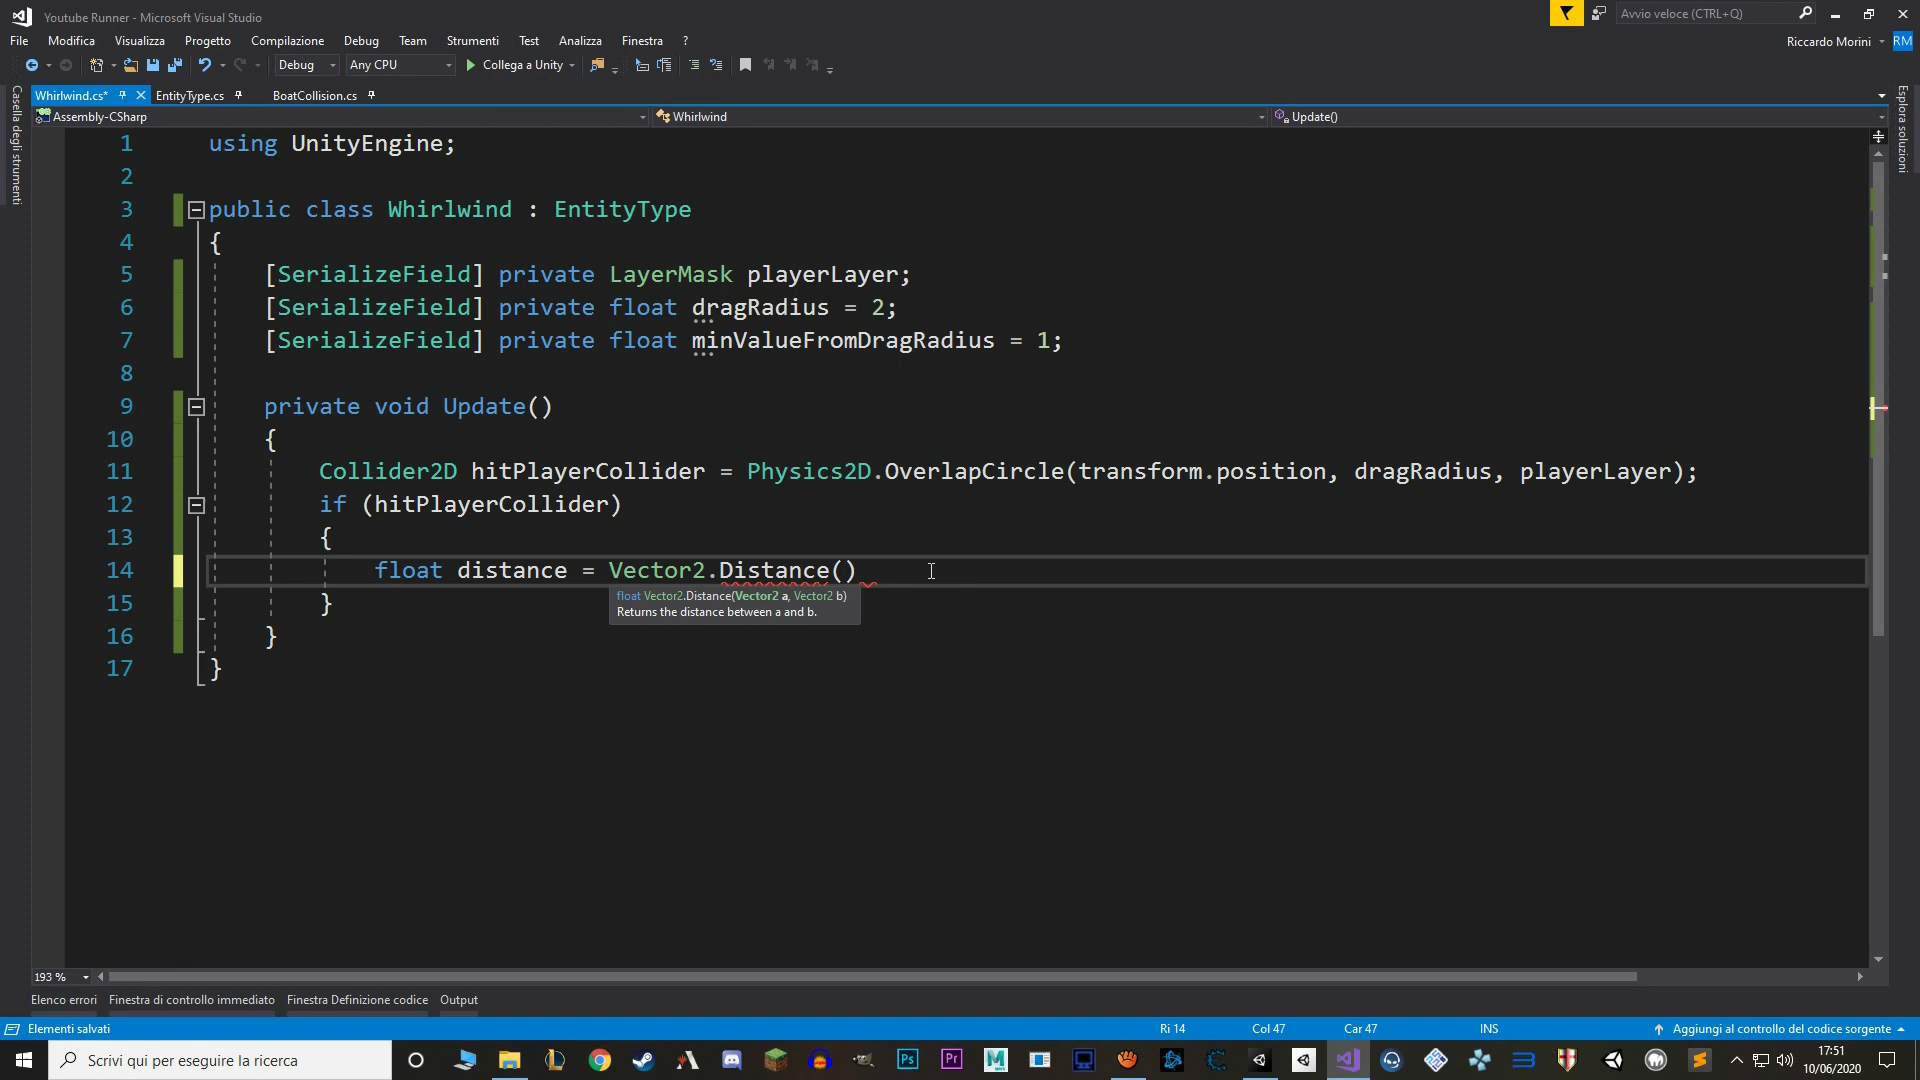 Youtube Runner - Microsoft Visual Studio
Avvio veloce (CTRL+Q)
File Modifica Visualizza Progetto Compilazione Debug Team Strumenti Test Analizza Finestra ?
Riccardo Morini RM
Debug Any CPU Collega a Unity
Whirlwind.cs* EntityType.cs BoatCollision.cs
Assembly-CSharp Whirlwind Update()
Casella degli strumenti
Esplora soluzioni
1 using UnityEngine;
2
3 public class Whirlwind : EntityType
4 {
5 [SerializeField] private LayerMask playerLayer;
6 [SerializeField] private float dragRadius = 2;
7 [SerializeField] private float minValueFromDragRadius = 1;
8
9 private void Update()
10 {
11 Collider2D hitPlayerCollider = Physics2D.OverlapCircle(transform.position, dragRadius, playerLayer);
12 if (hitPlayerCollider)
13 {
14 float distance = Vector2.Distance()
float Vector2.Distance(Vector2 a, Vector2 b)
Returns the distance between a and b.
15 }
16 }
17 }
193 %
Elenco errori Finestra di controllo immediato Finestra Definizione codice Output
Elementi salvati Ri 14 Col 47 Car 47 INS Aggiungi al controllo del codice sorgente
Scrivi qui per eseguire la ricerca
Ps Pr M
17:51
10/06/2020